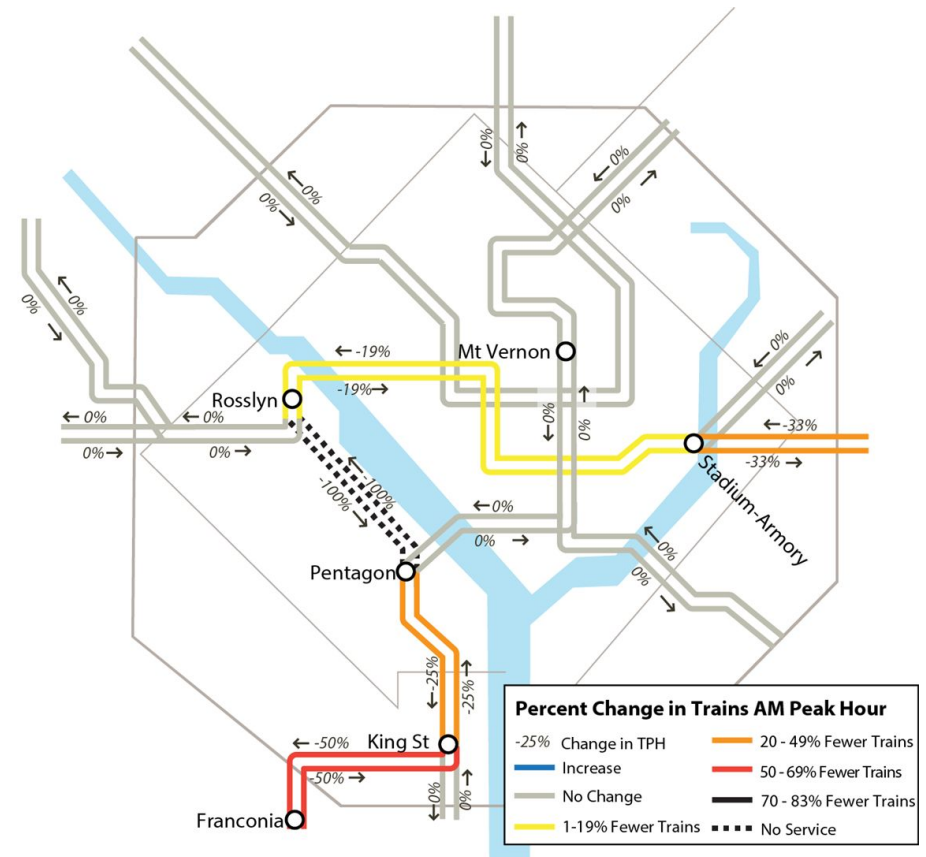 ←0%
0% →
←0%
0% →
←0%
0% →
←0%
0% →
Mt Vernon
← -19%
-19%→
←0%
0% →
Rosslyn
← 0%
← 0%
0% →
0% →
←0%
0% →
← -33%
-33% →
Stadium-Armory
←-100%
-100% →
←0%
0% →
←0%
0% →
Pentagon
←-25%
-25% →
King St
← -50%
-50% →
←0%
0% →
Franconia
Percent Change in Trains AM Peak Hour
-25% Change in TPH
Increase
No Change
1-19% Fewer Trains
20 - 49% Fewer Trains
50 - 69% Fewer Trains
70 - 83% Fewer Trains
No Service